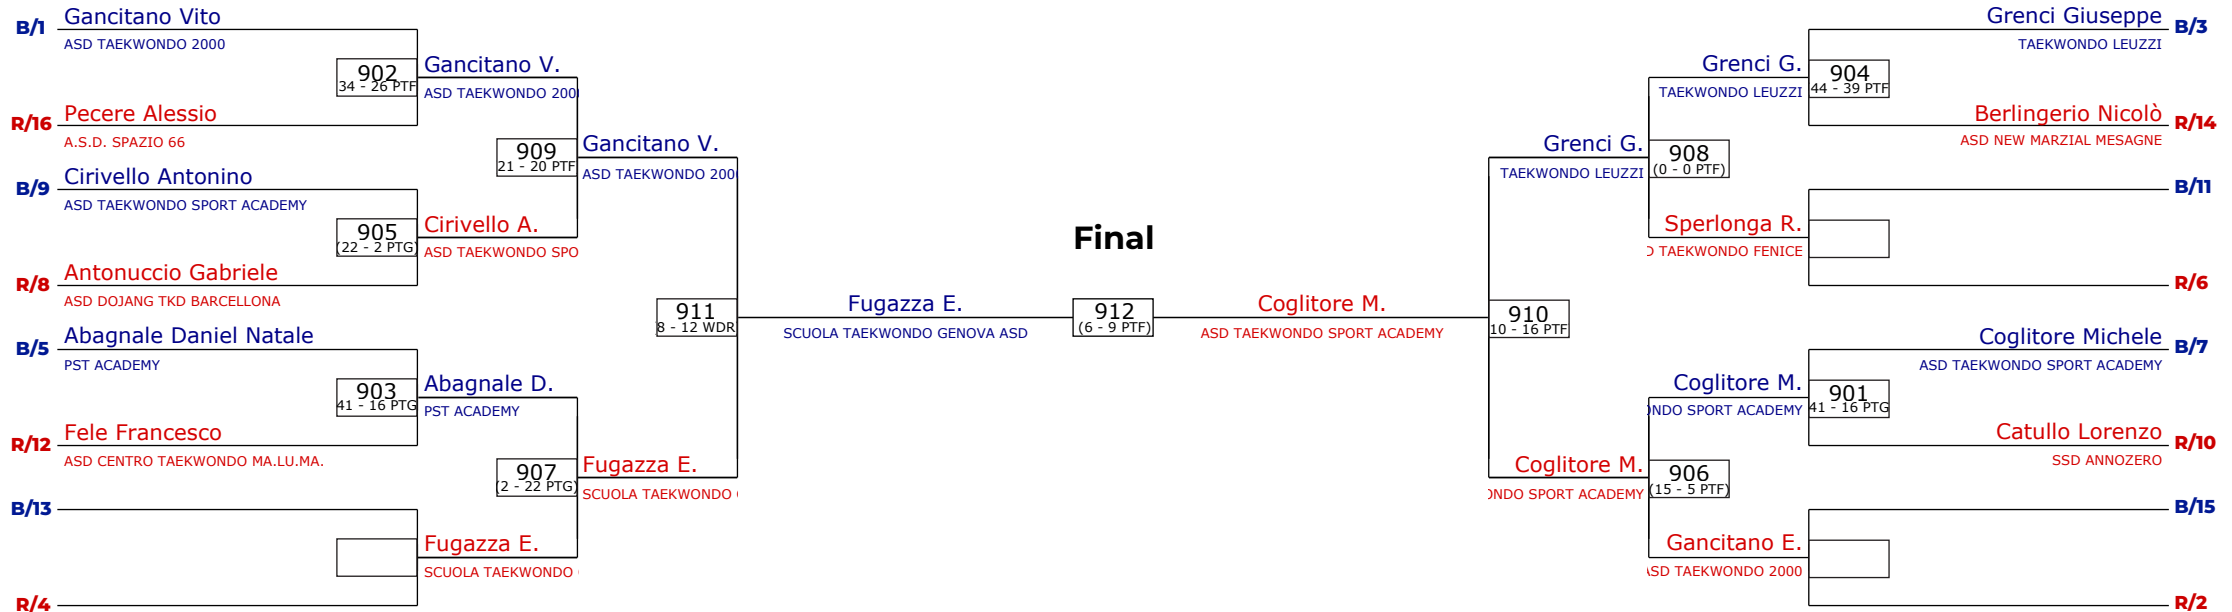 B/1 Gancitano Vito
ASD TAEKWONDO 2000
902
34 - 26 PTF
Gancitano V.
ASD TAEKWONDO 200
R/16 Pecere Alessio
A.S.D. SPAZIO 66
909
21 - 20 PTF
Gancitano V.
ASD TAEKWONDO 200
B/9 Cirivello Antonino
ASD TAEKWONDO SPORT ACADEMY
905
(22 - 2 PTG)
Cirivello A.
ASD TAEKWONDO SPO
R/8 Antonuccio Gabriele
ASD DOJANG TKD BARCELLONA
911
8 - 12 WDR
B/5 Abagnale Daniel Natale
PST ACADEMY
903
41 - 16 PTG
Abagnale D.
PST ACADEMY
R/12 Fele Francesco
ASD CENTRO TAEKWONDO MA.LU.MA.
907
(2 - 22 PTG)
Fugazza E.
SCUOLA TAEKWONDO
B/13
Fugazza E.
SCUOLA TAEKWONDO
R/4
Final
Fugazza E.
SCUOLA TAEKWONDO GENOVA ASD
912
(6 - 9 PTF)
Coglitore M.
ASD TAEKWONDO SPORT ACADEMY
Grenci Giuseppe B/3
TAEKWONDO LEUZZI
Grenci G.
TAEKWONDO LEUZZI
904
44 - 39 PTF
Berlingerio Nicolò R/14
ASD NEW MARZIAL MESAGNE
Grenci G.
TAEKWONDO LEUZZI
908
(0 - 0 PTF)
B/11
Sperlonga R.
TAEKWONDO FENICE
R/6
910
10 - 16 PTF
Coglitore Michele B/7
ASD TAEKWONDO SPORT ACADEMY
Coglitore M.
NDO SPORT ACADEMY
901
41 - 16 PTG
Catullo Lorenzo R/10
SSD ANNOZERO
Coglitore M.
NDO SPORT ACADEMY
906
(15 - 5 PTF)
B/15
Gancitano E.
ASD TAEKWONDO 2000
R/2